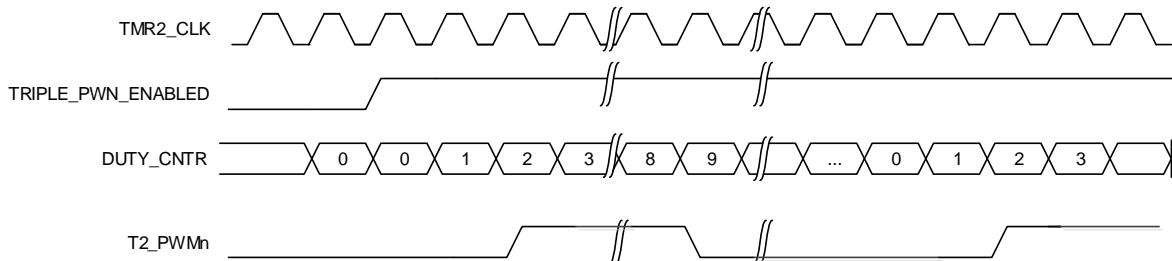 TMR2_CLK
TRIPLE_PWN_ENABLED
DUTY_CNTR 0 0 1 2 3 8 9 ... 0 1 2 3
T2_PWMn